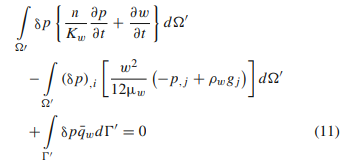 ∫_{Ω′} δp { n/K_w ∂p/∂t + ∂w/∂t } dΩ′
− ∫_{Ω′} (δp)_{,i} [ w²/12μ_w (−p_{,j} + ρ_w g_j) ] dΩ′
+ ∫_{Γ′} δp q̄_w dΓ′ = 0 (11)